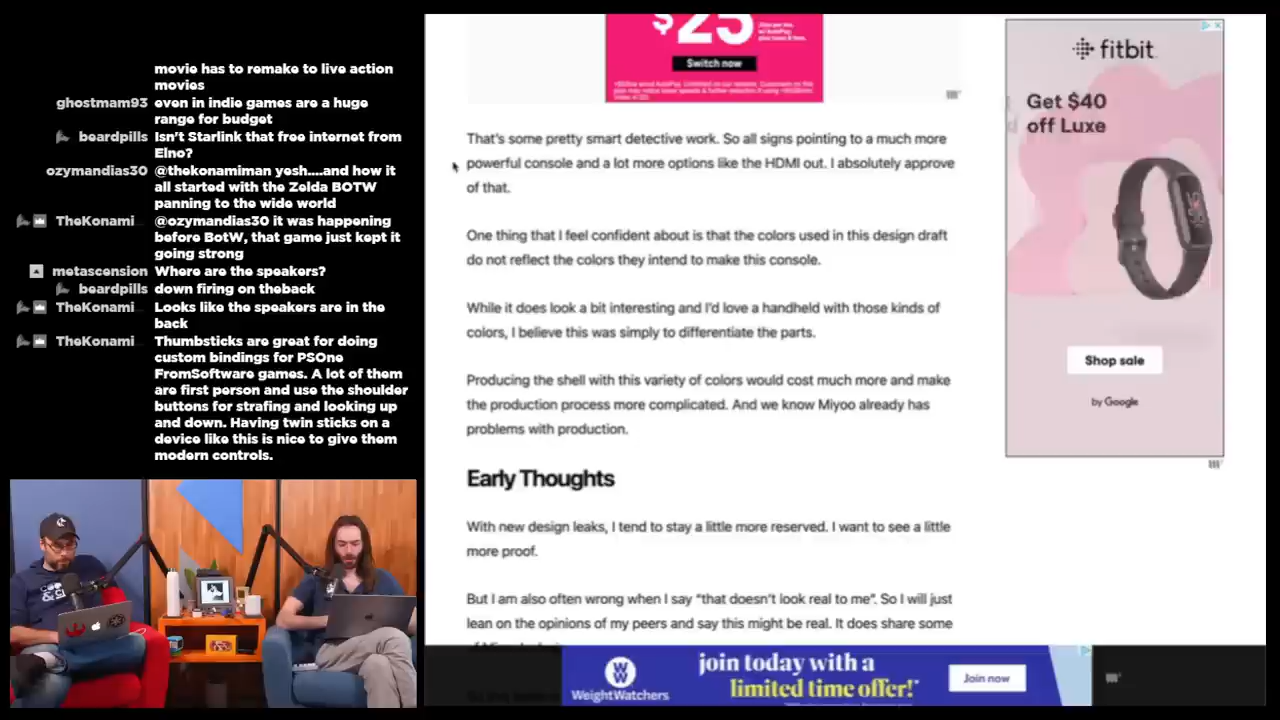 movie has to remake to live action
movies
ghostmam93 even in indie games are a huge
range for budget
beardpills Isn't Starlink that free internet from
Elno?
ozymandias30 @thekonamiman yesh....and how it
all started with the Zelda BOTW
panning to the wide world
TheKonami @ozymandias30 it was happening
before BotW, that game just kept it
going strong
metascension Where are the speakers?
beardpills down firing on theback
TheKonami Looks like the speakers are in the
back
TheKonami Thumbsticks are great for doing
custom bindings for PSOne
FromSoftware games. A lot of them
are first person and use the shoulder
buttons for strafing and looking up
and down. Having twin sticks on a
device like this is nice to give them
modern controls.
$25
Switch now
That's some pretty smart detective work. So all signs pointing to a much more
powerful console and a lot more options like the HDMI out. I absolutely approve
of that.
One thing that I feel confident about is that the colors used in this design draft
do not reflect the colors they intend to make this console.
While it does look a bit interesting and I'd love a handheld with those kinds of
colors, I believe this was simply to differentiate the parts.
Producing the shell with this variety of colors would cost much more and make
the production process more complicated. And we know Miyoo already has
problems with production.
Early Thoughts
With new design leaks, I tend to stay a little more reserved. I want to see a little
more proof.
But I am also often wrong when I say “that doesn't look real to me”. So I will just
lean on the opinions of my peers and say this might be real. It does share some
fitbit
Get $40
off Luxe
Shop sale
by Google
WW
WeightWatchers
join today with a
limited time offer!*
Join now